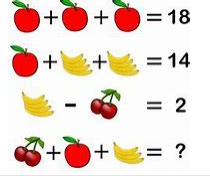 + + = 18
+ + = 14
- = 2
+ + = ?